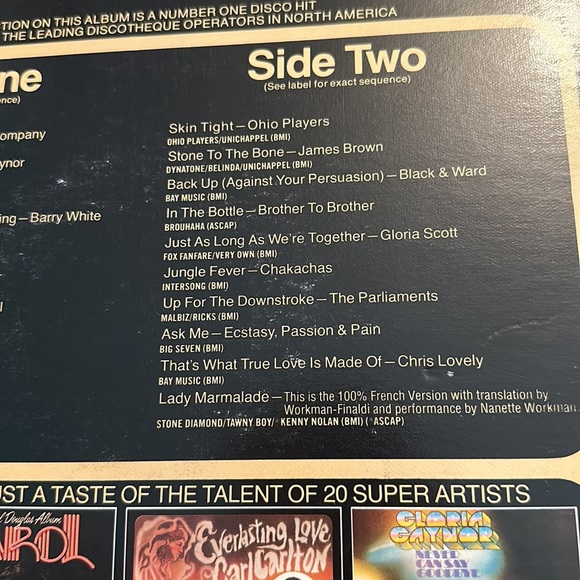 TION ON THIS ALBUM IS A NUMBER ONE DISCO HIT
THE LEADING DISCOTHEQUE OPERATORS IN NORTH AMERICA
ne
ence)
ompany
ynor
ing—Barry White
l
Side Two
(See label for exact sequence)
Skin Tight—Ohio Players
OHIO PLAYERS/UNICHAPPEL (BMI)
Stone To The Bone—James Brown
DYNATONE/BELINDA/UNICHAPPEL (BMI)
Back Up (Against Your Persuasion)—Black & Ward
BAY MUSIC (BMI)
In The Bottle—Brother To Brother
BROUHAHA (ASCAP)
Just As Long As We're Together—Gloria Scott
FOX FANFARE/VERY OWN (BMI)
Jungle Fever—Chakachas
INTERSONG (BMI)
Up For The Downstroke—The Parliaments
MALBIZ/RICKS (BMI)
Ask Me—Ecstasy, Passion & Pain
BIG SEVEN (BMI)
That's What True Love Is Made Of—Chris Lovely
BAY MUSIC (BMI)
Lady Marmalade—This is the 100% French Version with translation by
Workman-Finaldi and performance by Nanette Workman
STONE DIAMOND/TAWNY BOY/*KENNY NOLAN (BMI) (*ASCAP)
UST A TASTE OF THE TALENT OF 20 SUPER ARTISTS
l Douglas Album
Everlasting Love
Carl Carlton
GLORIA
GAYNOR
NEVER
CAN SAY
GOODBYE